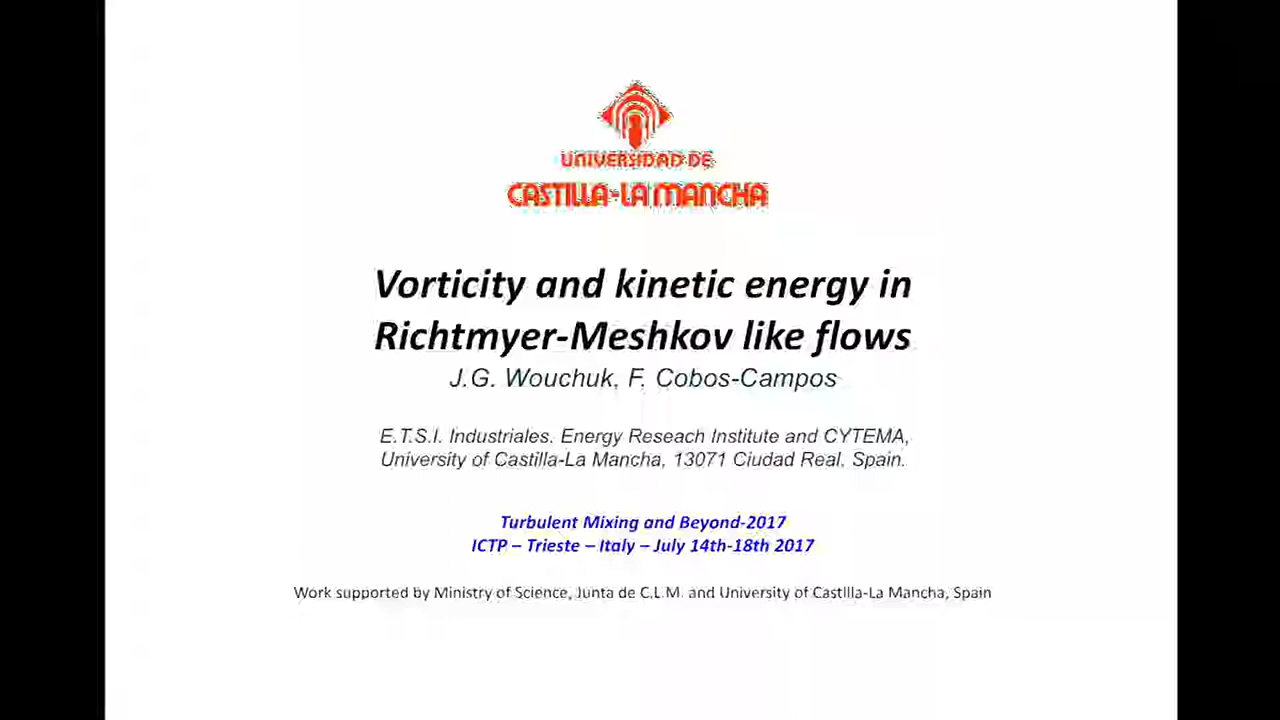 UNIVERSIDAD DE
CASTILLA-LA MANCHA
Vorticity and kinetic energy in
Richtmyer-Meshkov like flows
J.G. Wouchuk, F. Cobos-Campos
E.T.S.I. Industriales. Energy Reseach Institute and CYTEMA,
University of Castilla-La Mancha, 13071 Ciudad Real, Spain.
Turbulent Mixing and Beyond-2017
ICTP – Trieste – Italy – July 14th-18th 2017
Work supported by Ministry of Science, Junta de C.L.M. and University of Castilla-La Mancha, Spain